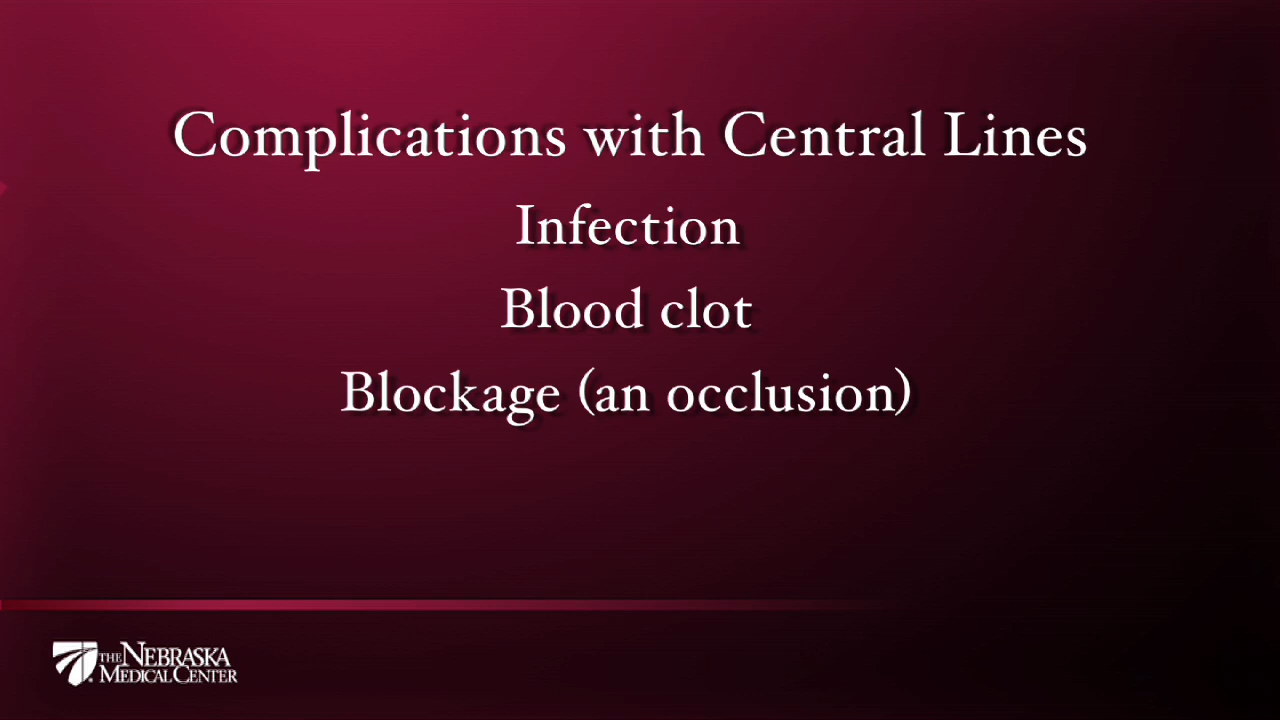 Complications with Central Lines
Infection
Blood clot
Blockage (an occlusion)
THE NEBRASKA
MEDICAL CENTER